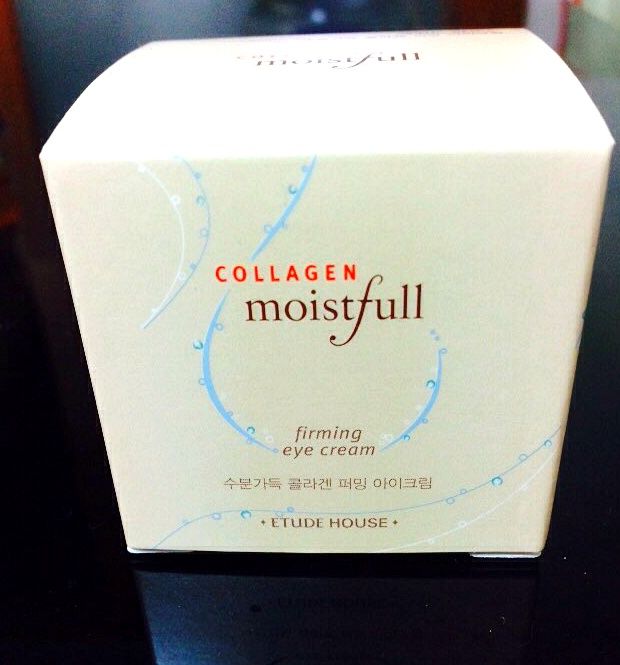 moistfull
COLLAGEN
moistfull
firming
eye cream
수분가득 콜라겐 퍼밍 아이크림
ETUDE HOUSE